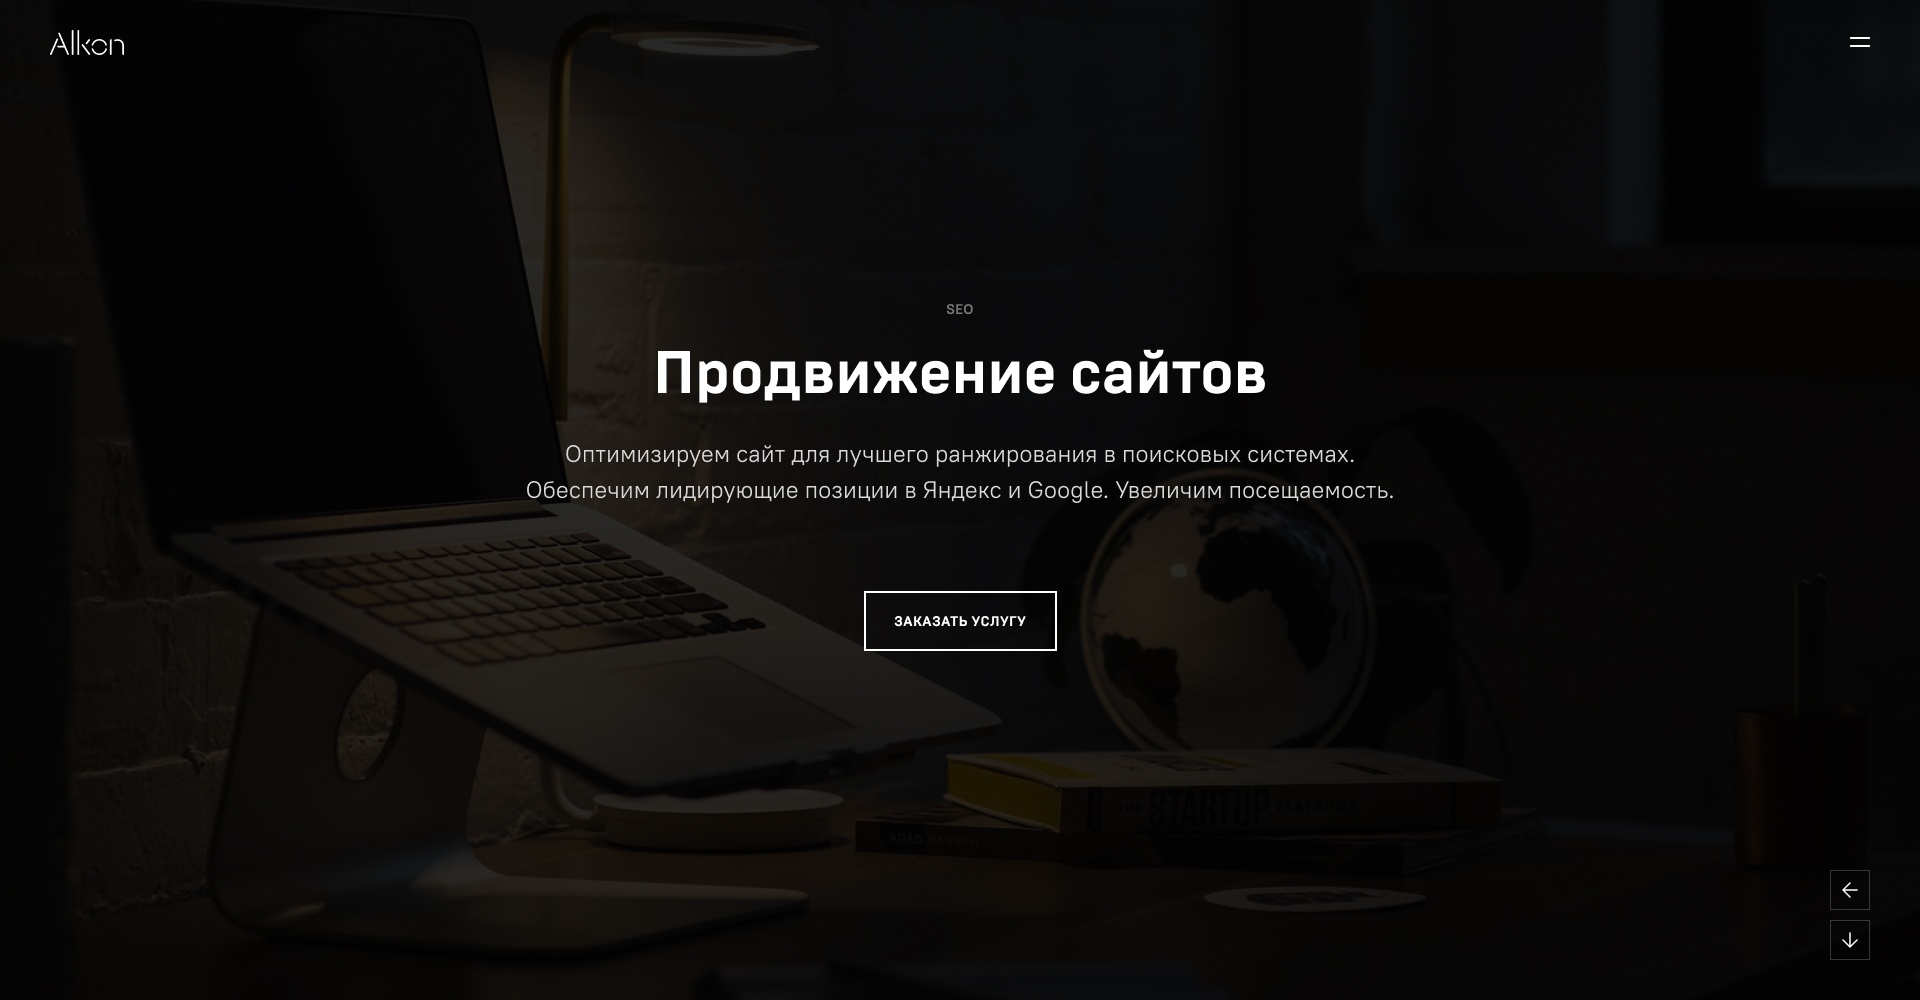 Alkon
SEO
Продвижение сайтов
Оптимизируем сайт для лучшего ранжирования в поисковых системах.
Обеспечим лидирующие позиции в Яндекс и Google. Увеличим посещаемость.
ЗАКАЗАТЬ УСЛУГУ
THE STARTUP PLAYBOOK
ADAD HANNAH